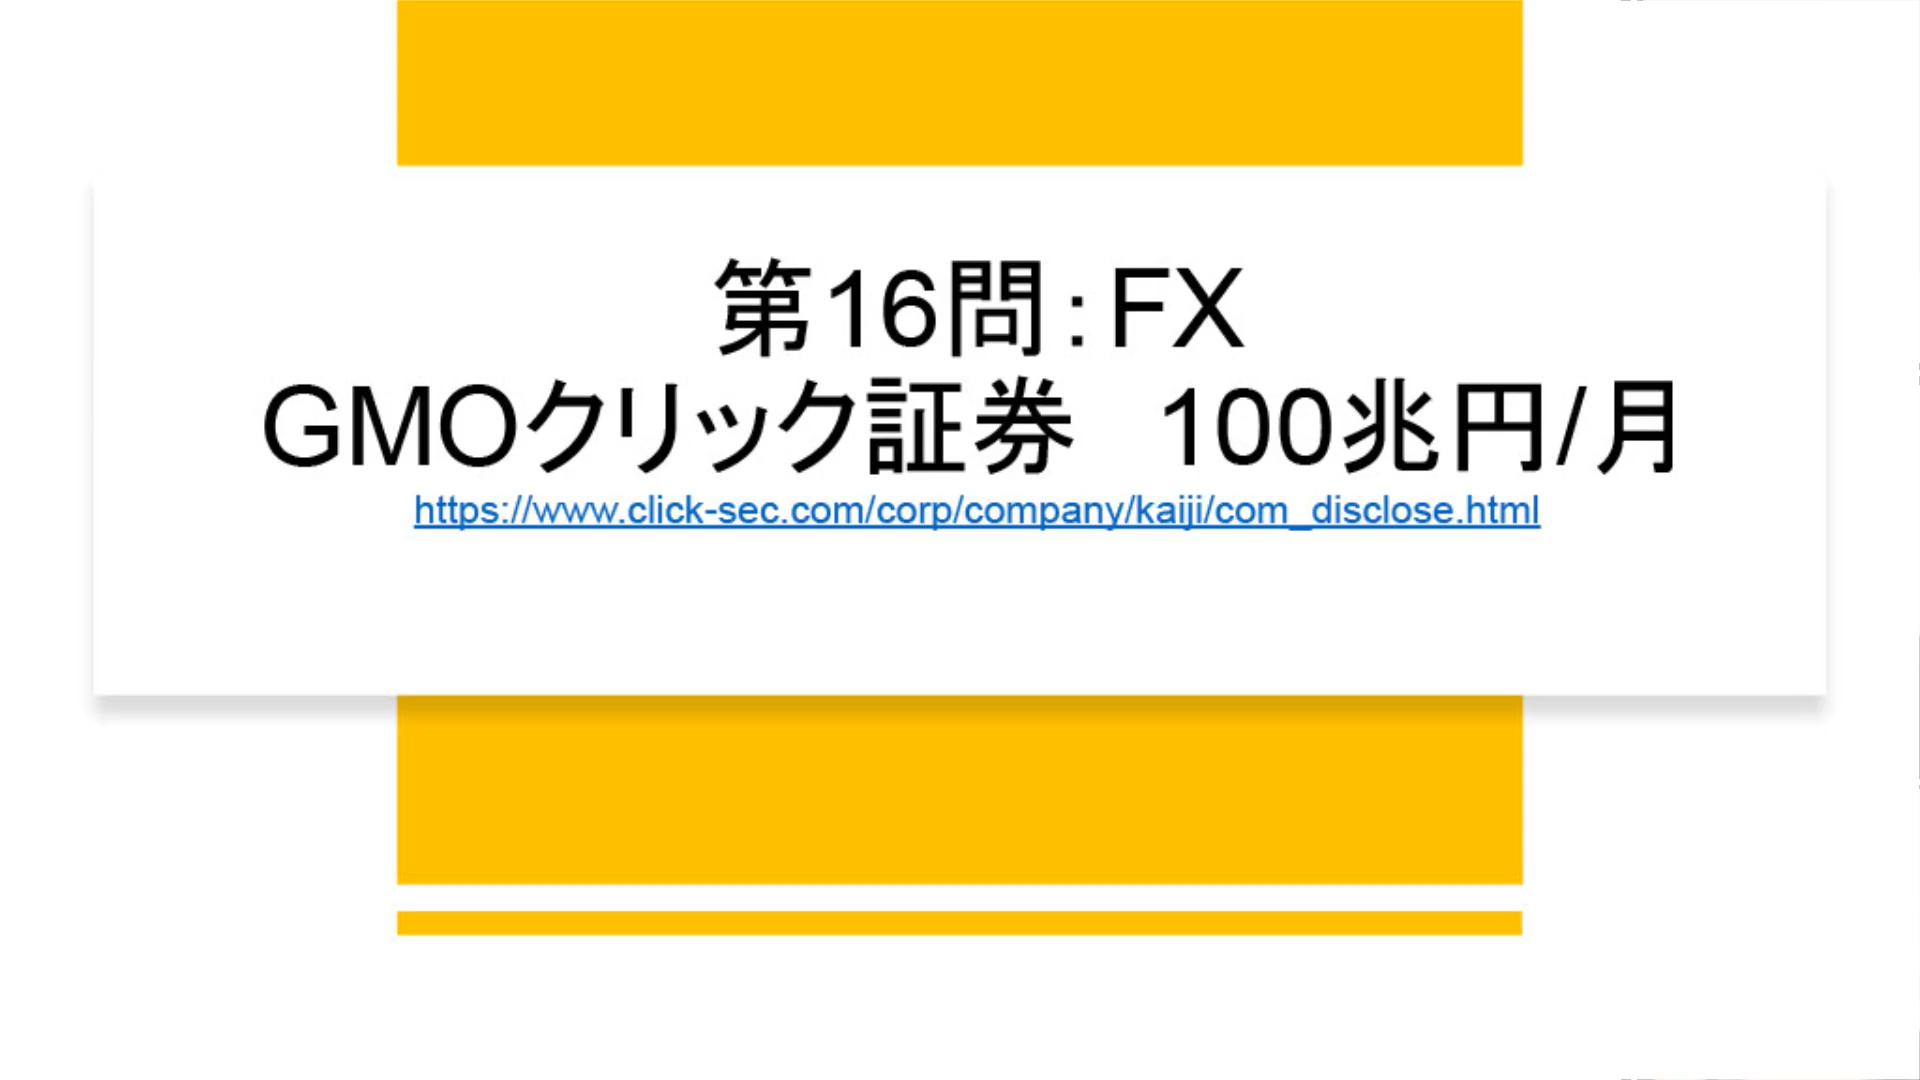 第16問：FX
GMOクリック証券　100兆円/月
https://www.click-sec.com/corp/company/kaiji/com_disclose.html